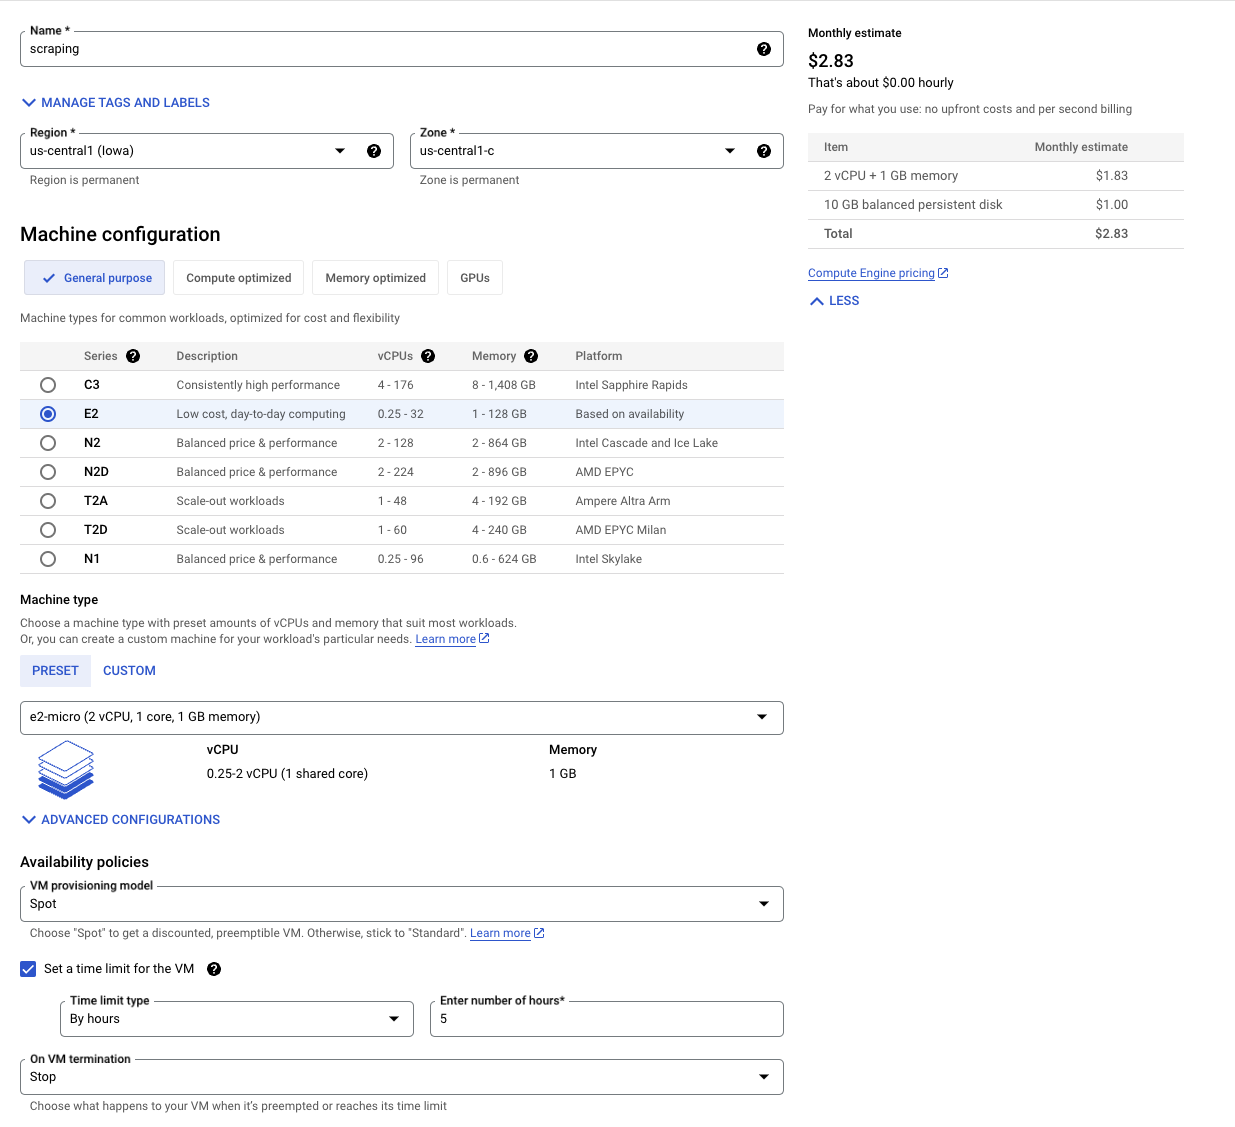 Name *
scraping
MANAGE TAGS AND LABELS
Region *
us-central1 (Iowa)
Region is permanent
Zone *
us-central1-c
Zone is permanent
Machine configuration
General purpose
Compute optimized
Memory optimized
GPUs
Machine types for common workloads, optimized for cost and flexibility
Series Description vCPUs Memory Platform
C3 Consistently high performance 4 - 176 8 - 1,408 GB Intel Sapphire Rapids
E2 Low cost, day-to-day computing 0.25 - 32 1 - 128 GB Based on availability
N2 Balanced price & performance 2 - 128 2 - 864 GB Intel Cascade and Ice Lake
N2D Balanced price & performance 2 - 224 2 - 896 GB AMD EPYC
T2A Scale-out workloads 1 - 48 4 - 192 GB Ampere Altra Arm
T2D Scale-out workloads 1 - 60 4 - 240 GB AMD EPYC Milan
N1 Balanced price & performance 0.25 - 96 0.6 - 624 GB Intel Skylake
Machine type
Choose a machine type with preset amounts of vCPUs and memory that suit most workloads.
Or, you can create a custom machine for your workload's particular needs. Learn more
PRESET CUSTOM
e2-micro (2 vCPU, 1 core, 1 GB memory)
vCPU
0.25-2 vCPU (1 shared core)
Memory
1 GB
ADVANCED CONFIGURATIONS
Availability policies
VM provisioning model
Spot
Choose "Spot" to get a discounted, preemptible VM. Otherwise, stick to "Standard". Learn more
Set a time limit for the VM
Time limit type
By hours
Enter number of hours*
5
On VM termination
Stop
Choose what happens to your VM when it's preempted or reaches its time limit
Monthly estimate
$2.83
That's about $0.00 hourly
Pay for what you use: no upfront costs and per second billing
Item Monthly estimate
2 vCPU + 1 GB memory $1.83
10 GB balanced persistent disk $1.00
Total $2.83
Compute Engine pricing
LESS